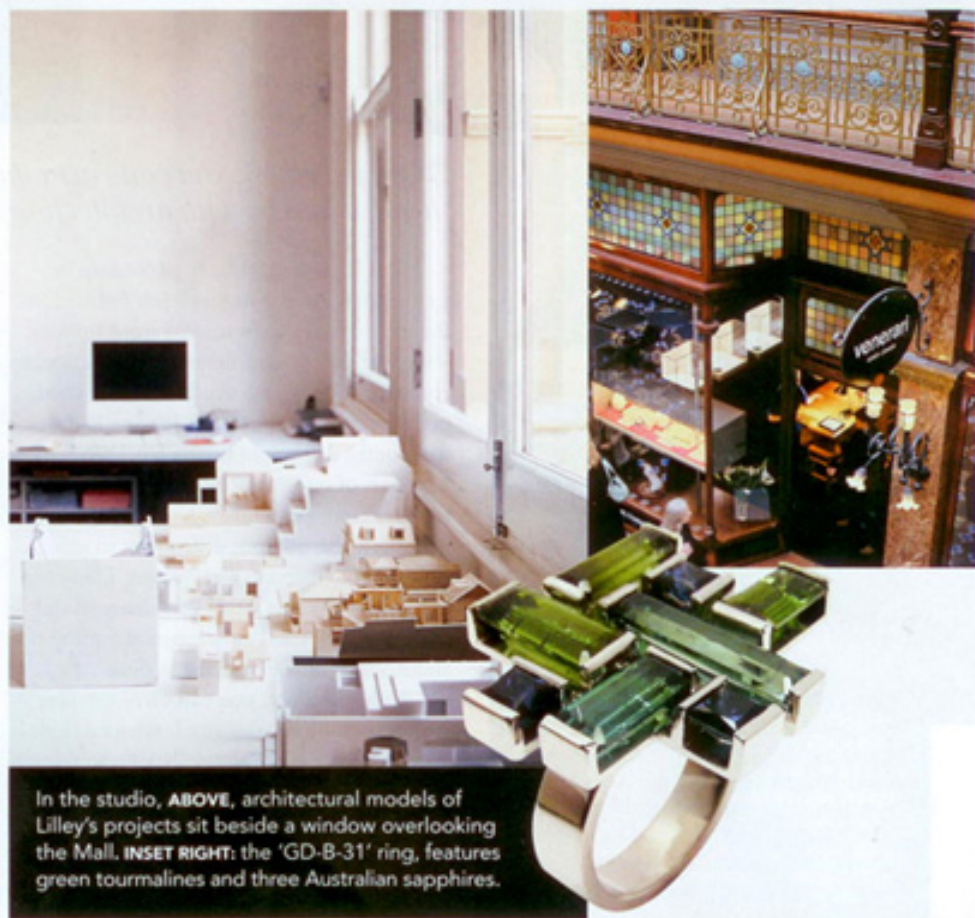 venerari
In the studio, ABOVE, architectural models of
Lilley's projects sit beside a window overlooking
the Mall. INSET RIGHT: the 'GD-B-31' ring, features
green tourmalines and three Australian sapphires.